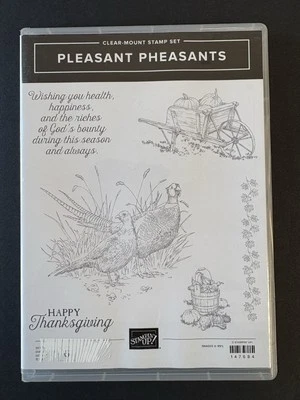 CLEAR-MOUNT STAMP SET
PLEASANT PHEASANTS
Wishing you health,
happiness,
and the riches
of God's bounty
during this season
and always.
HAPPY
Thanksgiving
STAMPIN' UP!
147684